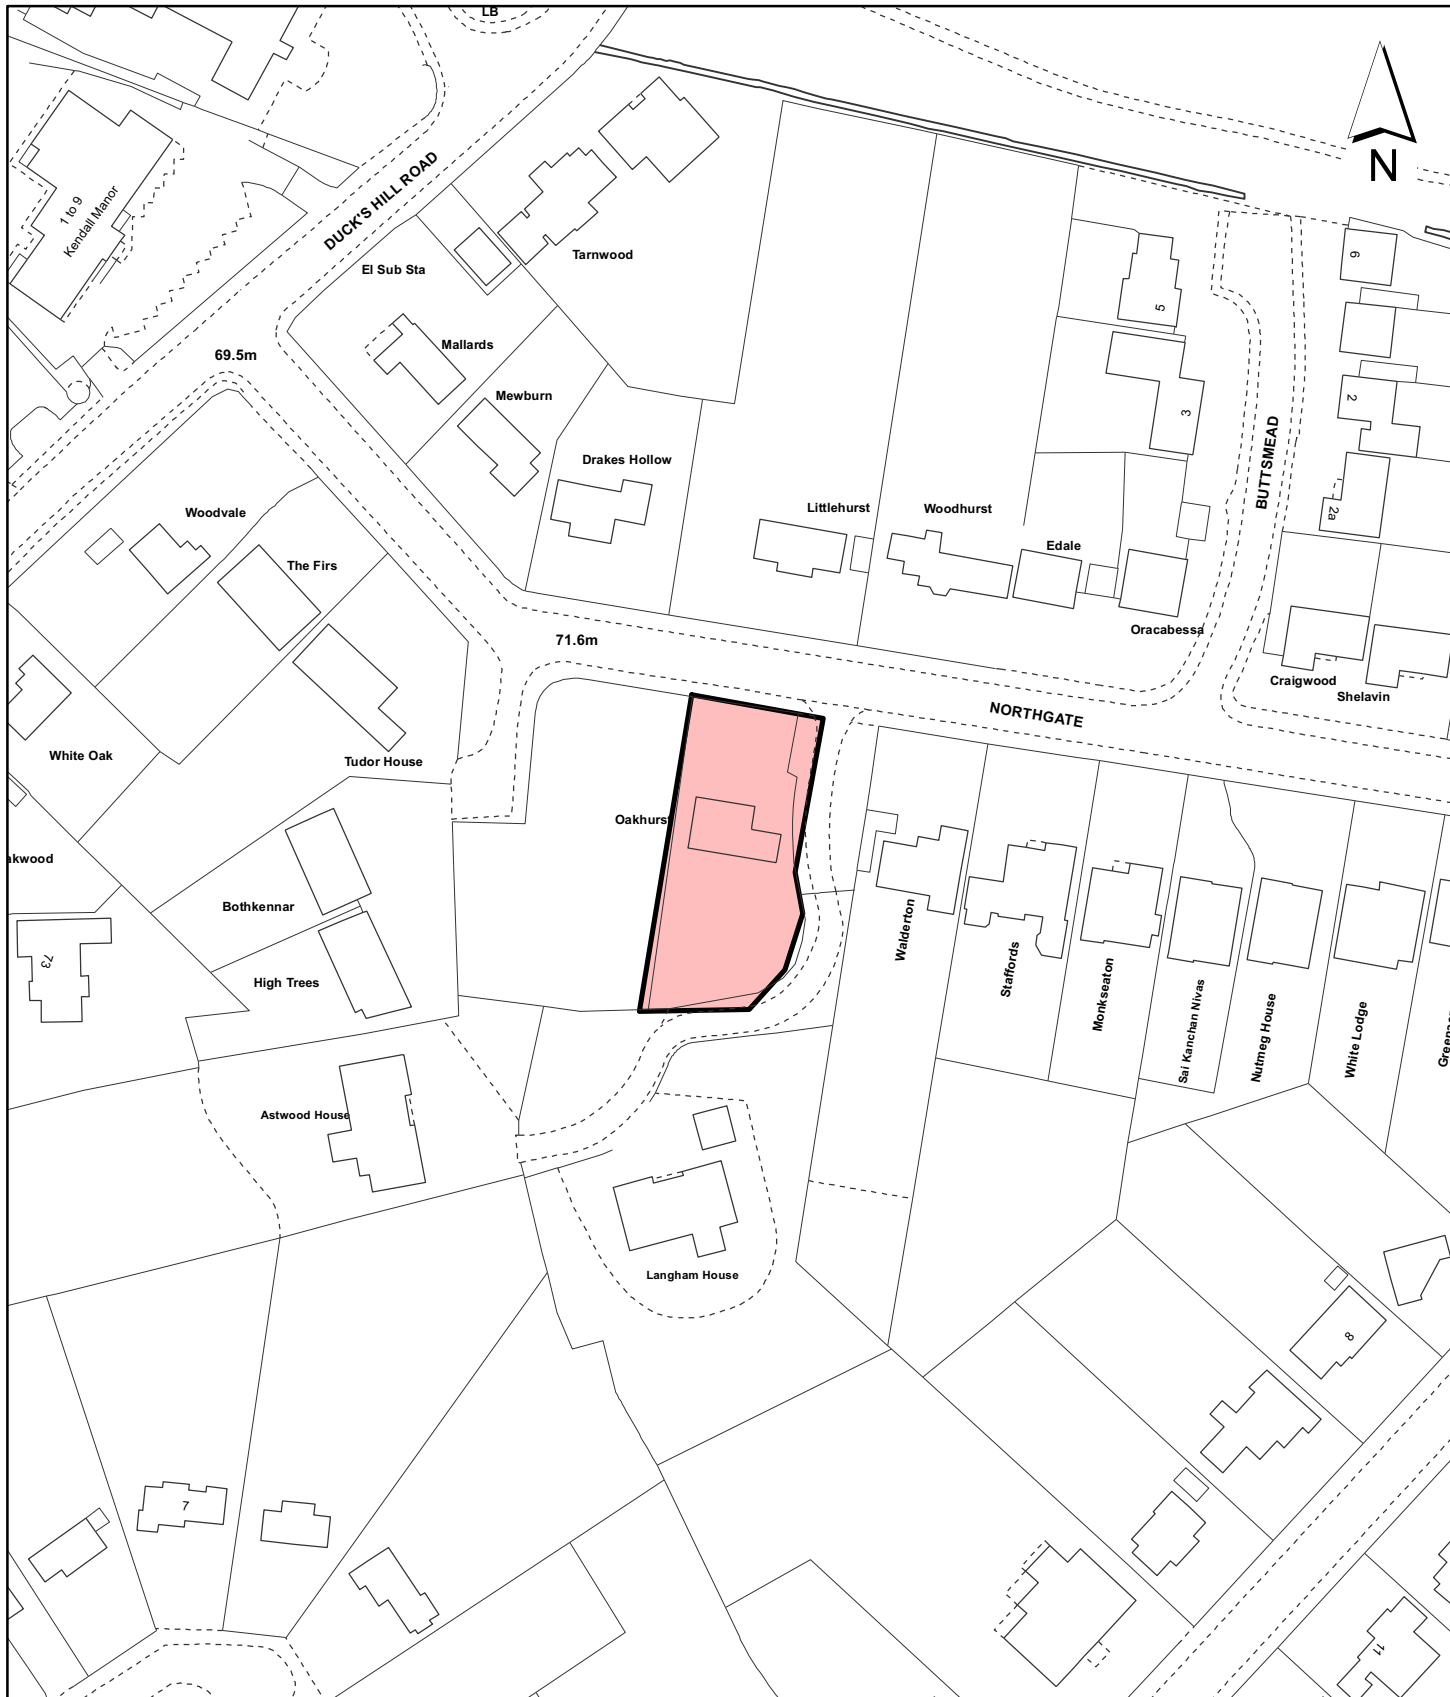 LB
N
1 to 9
Kendall Manor
DUCK'S HILL ROAD
El Sub Sta
Tarnwood
6
5
69.5m
Mallards
Mewburn
3
2
BUTTSMEAD
Drakes Hollow
Woodvale
Littlehurst
Woodhurst
2a
Edale
The Firs
Oracabessa
71.6m
Craigwood
Shelavin
NORTHGATE
White Oak
Tudor House
Oakhurst
akwood
Bothkennar
73
High Trees
Walderton
Staffords
Monkseaton
Sai Kanchan Nivas
Nutmeg House
White Lodge
Astwood House
Langham House
8
7
11